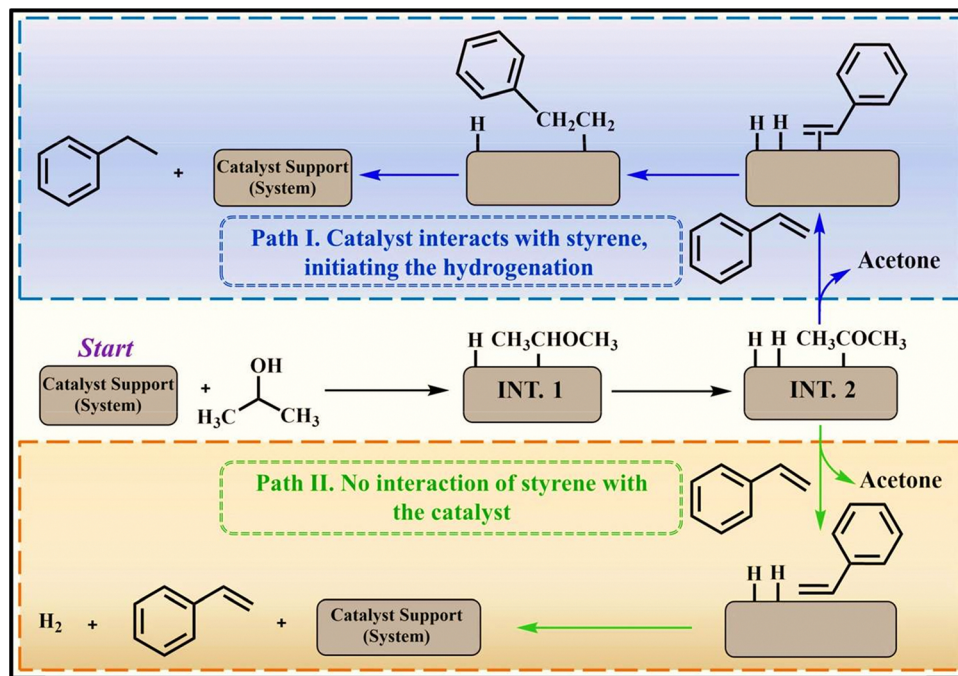 H
CH₂CH₂
H H
+
Catalyst Support
(System)
Path I. Catalyst interacts with styrene,
initiating the hydrogenation
Acetone
Start
Catalyst Support
(System)
+
OH
H₃C
CH₃
H CH₃CHOCH₃
INT. 1
H H CH₃COCH₃
INT. 2
Path II. No interaction of styrene with
the catalyst
Acetone
H H
H₂ + +
Catalyst Support
(System)